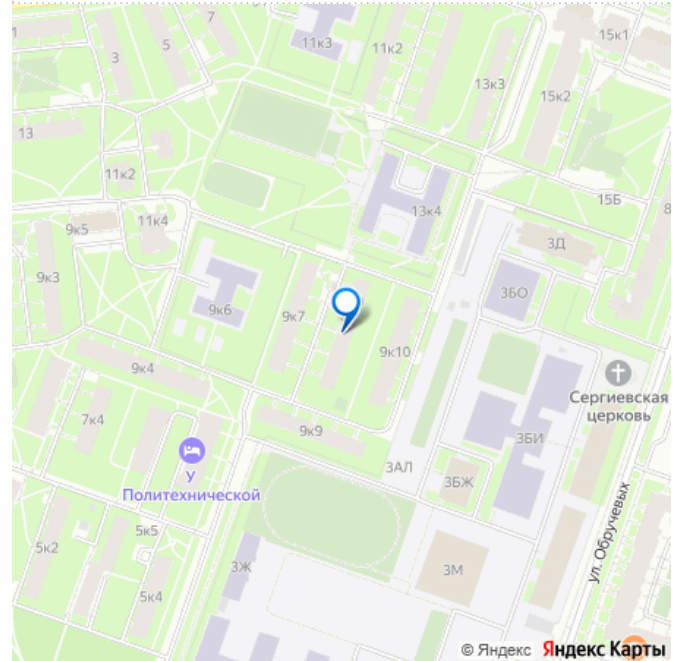 7
5
3
1
11к3
11к2
15к1
13к3
15к2
13
11к2
15Б
8
13к4
11к4
9к5
3Д
9к3
9к6
9к7
3БО
9к10
9к4
Сергиевская
церковь
7к4
9к9
3БИ
3АЛ
3БЖ
У
Политехнической
ул. Обручевых
5к5
5к2
3Ж
3М
5к4
© Яндекс Яндекс Карты